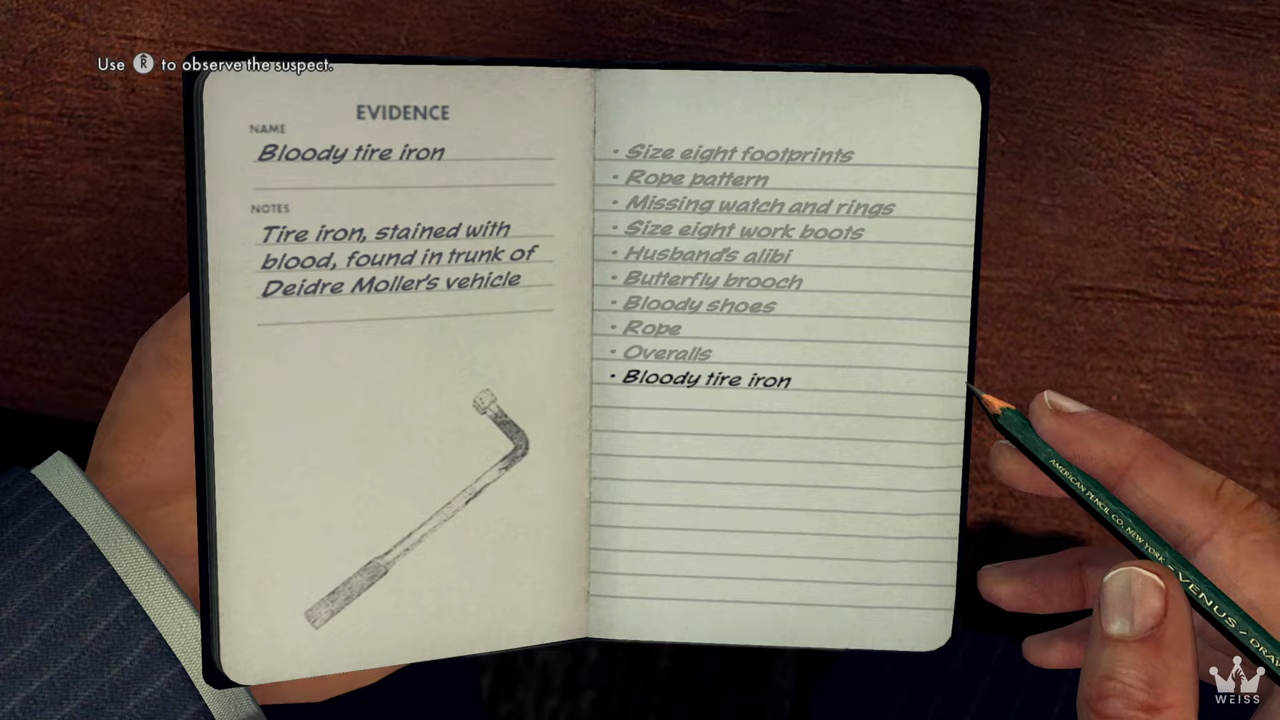 Use R to observe the suspect.
EVIDENCE
NAME
Bloody tire iron
NOTES
Tire iron, stained with
blood, found in trunk of
Deidre Moller's vehicle
• Size eight footprints
• Rope pattern
• Missing watch and rings
• Size eight work boots
• Husband's alibi
• Butterfly brooch
• Bloody shoes
• Rope
• Overalls
• Bloody tire iron
AMERICAN PENCIL CO. NEW YORK
VENUS / DRA
WEISS